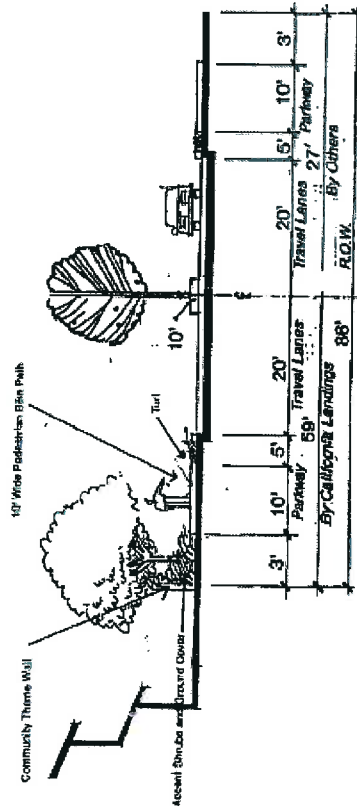 10' Wide Pedestrian Bike Path
Community Theme Wall
Turf
10'
Accent Shrubs and Ground Cover
3' 10' 5' 20' 20' 5' 10' 3'
Parkway Travel Lanes Travel Lanes Parkway
59' 27'
By California Landings By Others
86' R.O.W.